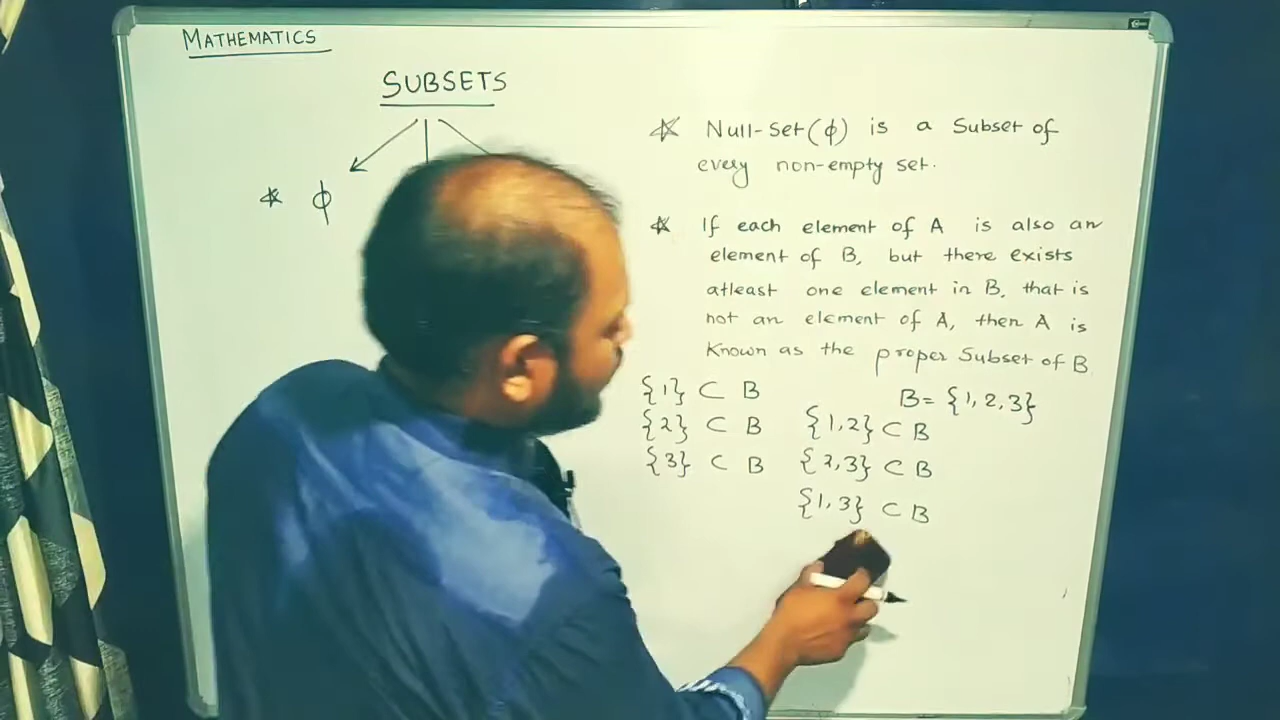 MATHEMATICS
SUBSETS
* ϕ
* Null-Set(ϕ) is a Subset of
every non-empty set.
* If each element of A is also an
element of B, but there exists
atleast one element in B, that is
not an element of A, then A is
Known as the proper Subset of B
B= {1, 2, 3}
{1} ⊂ B
{2} ⊂ B
{3} ⊂ B
{1,2} ⊂ B
{2,3} ⊂ B
{1,3} ⊂ B